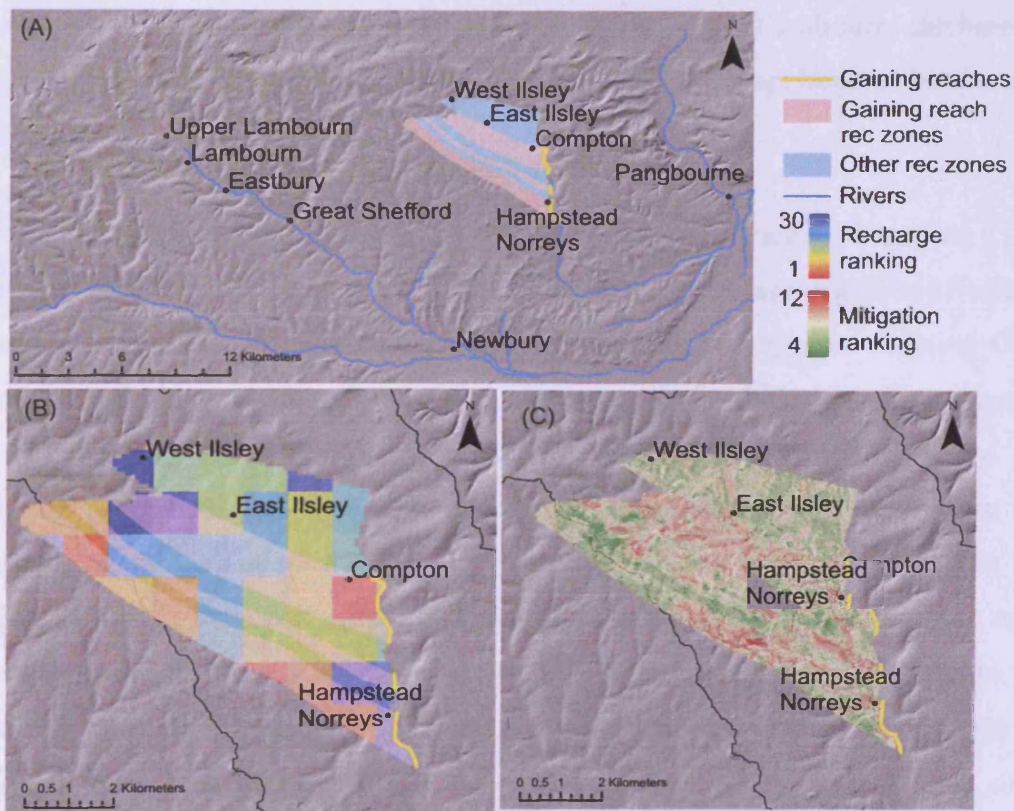 (A)
N
West Ilsley
East Ilsley
Compton
Upper Lambourn
Lambourn
Eastbury
Great Shefford
Pangbourne
Hampstead
Norreys
Newbury
0 3 6 12 Kilometers
Gaining reaches
Gaining reach
rec zones
Other rec zones
Rivers
30
Recharge
ranking
1
12
Mitigation
ranking
4
(B)
N
West Ilsley
East Ilsley
Compton
Hampstead
Norreys
0 0.5 1 2 Kilometers
(C)
N
West Ilsley
East Ilsley
Hampstead
Norreys
Hampstead
Norreys
0 0.5 1 2 Kilometers